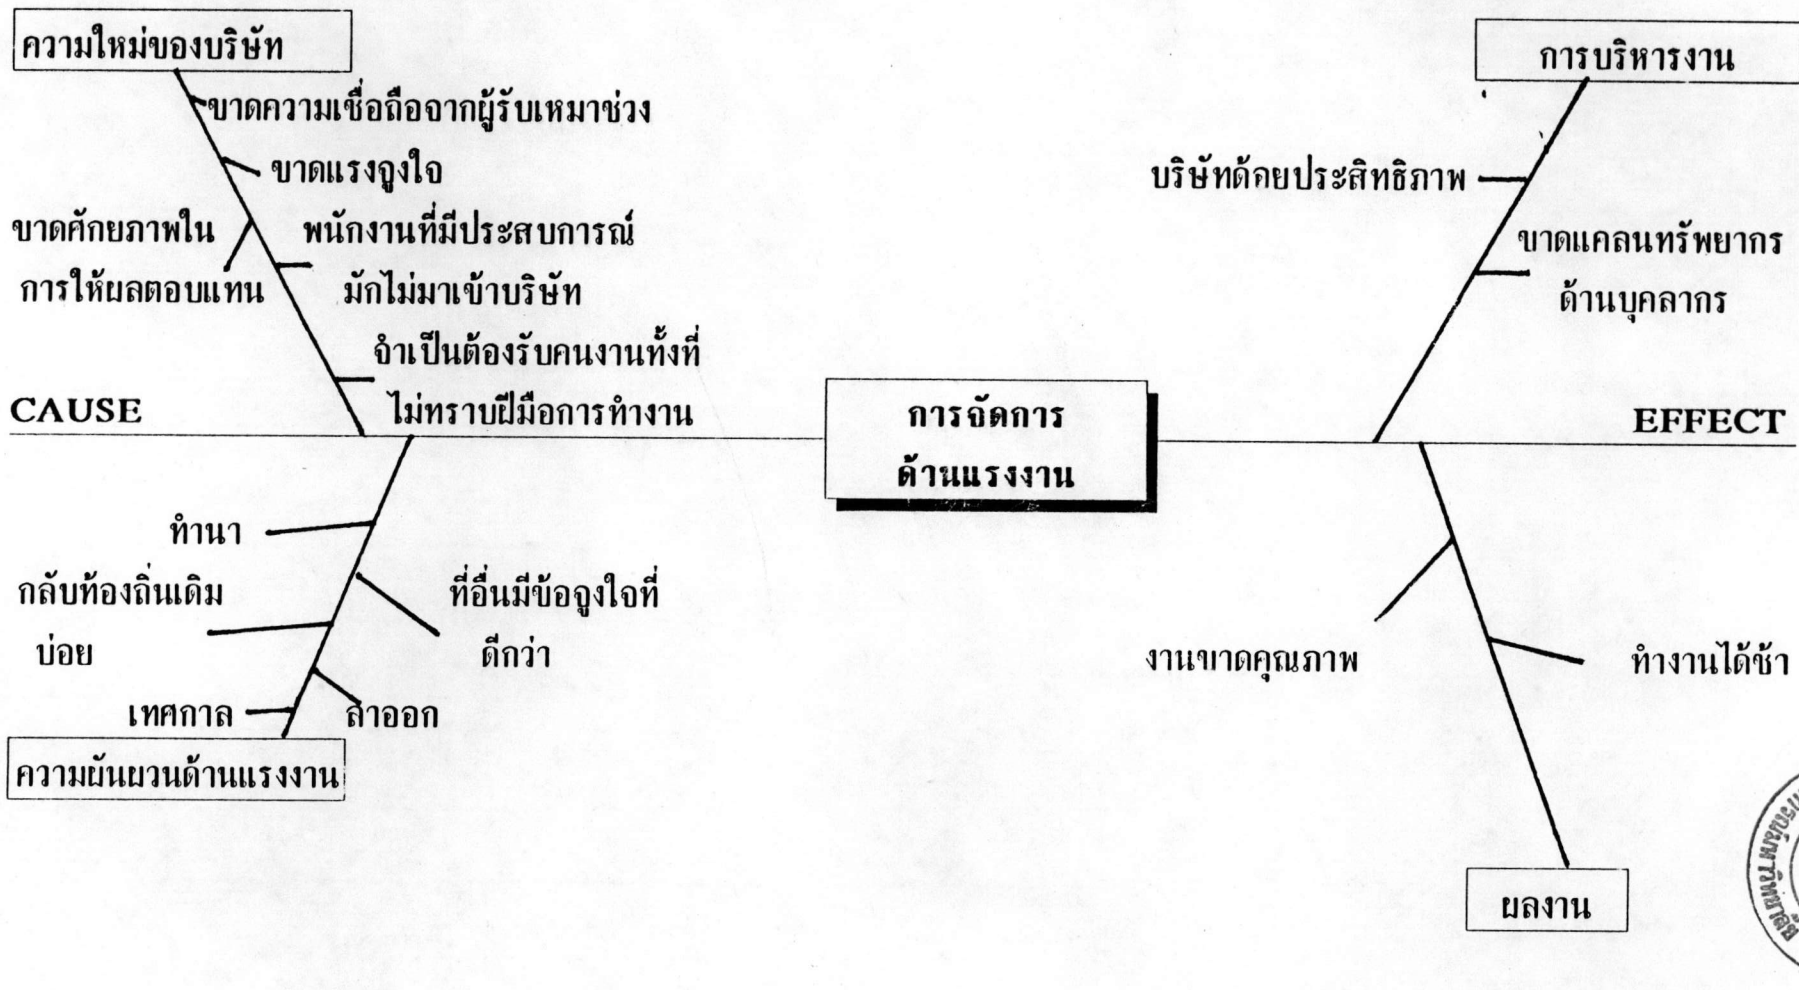 ความใหม่ของบริษัท
ขาดความเชื่อถือจากผู้รับเหมาช่วง
ขาดแรงจูงใจ
ขาดศักยภาพใน
การให้ผลตอบแทน
พนักงานที่มีประสบการณ์
มักไม่มาเข้าบริษัท
จำเป็นต้องรับคนงานทั้งที่
ไม่ทราบฝีมือการทำงาน
CAUSE
ทำนา
กลับท้องถิ่นเดิม
บ่อย
ที่อื่นมีข้อจูงใจที่
ดีกว่า
เทศกาล
ลาออก
ความผันผวนด้านแรงงาน
การจัดการ
ด้านแรงงาน
การบริหารงาน
บริษัทด้อยประสิทธิภาพ
ขาดแคลนทรัพยากร
ด้านบุคลากร
EFFECT
งานขาดคุณภาพ
ทำงานได้ช้า
ผลงาน